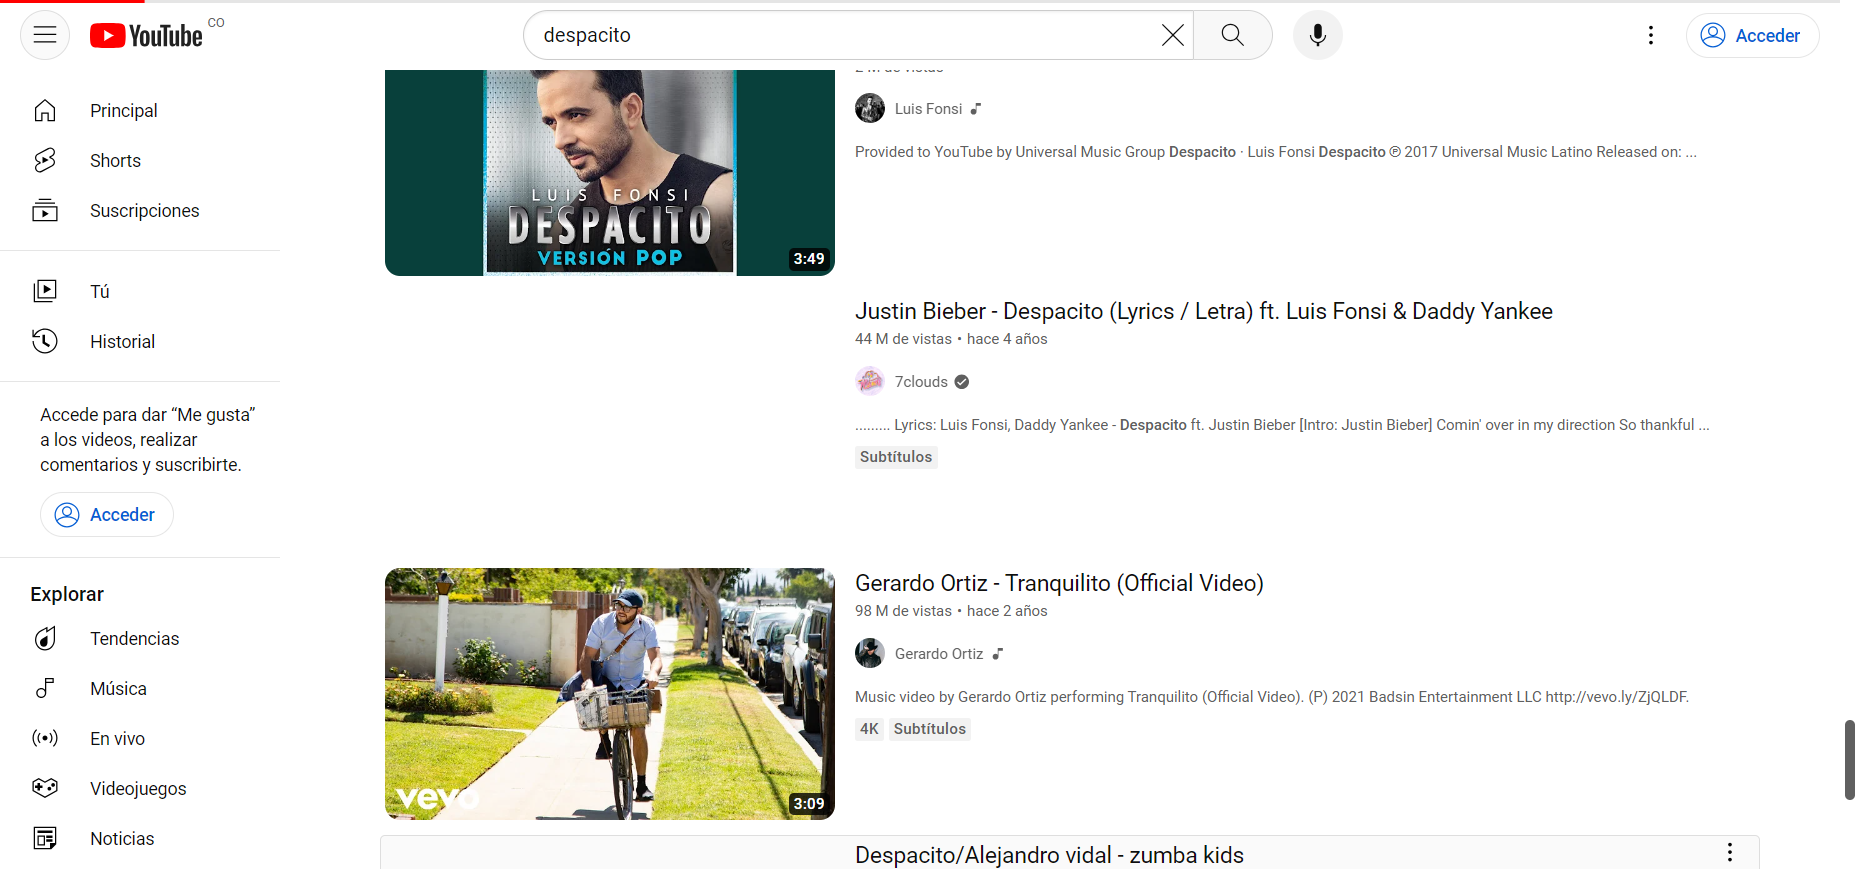 YouTube CO
despacito
Acceder
Principal
Shorts
Suscripciones
Tú
Historial
Accede para dar “Me gusta”
a los videos, realizar
comentarios y suscribirte.
Acceder
Explorar
Tendencias
Música
En vivo
Videojuegos
Noticias
LUIS FONSI
DESPACITO
VERSIÓN POP
3:49
2 M de vistas
Luis Fonsi
Provided to YouTube by Universal Music Group Despacito · Luis Fonsi Despacito ℗ 2017 Universal Music Latino Released on: ...
Justin Bieber - Despacito (Lyrics / Letra) ft. Luis Fonsi & Daddy Yankee
44 M de vistas • hace 4 años
7clouds
......... Lyrics: Luis Fonsi, Daddy Yankee - Despacito ft. Justin Bieber [Intro: Justin Bieber] Comin' over in my direction So thankful ...
Subtítulos
vevo
3:09
Gerardo Ortiz - Tranquilito (Official Video)
98 M de vistas • hace 2 años
Gerardo Ortiz
Music video by Gerardo Ortiz performing Tranquilito (Official Video). (P) 2021 Badsin Entertainment LLC http://vevo.ly/ZjQLDF.
4K Subtítulos
Despacito/Alejandro vidal - zumba kids